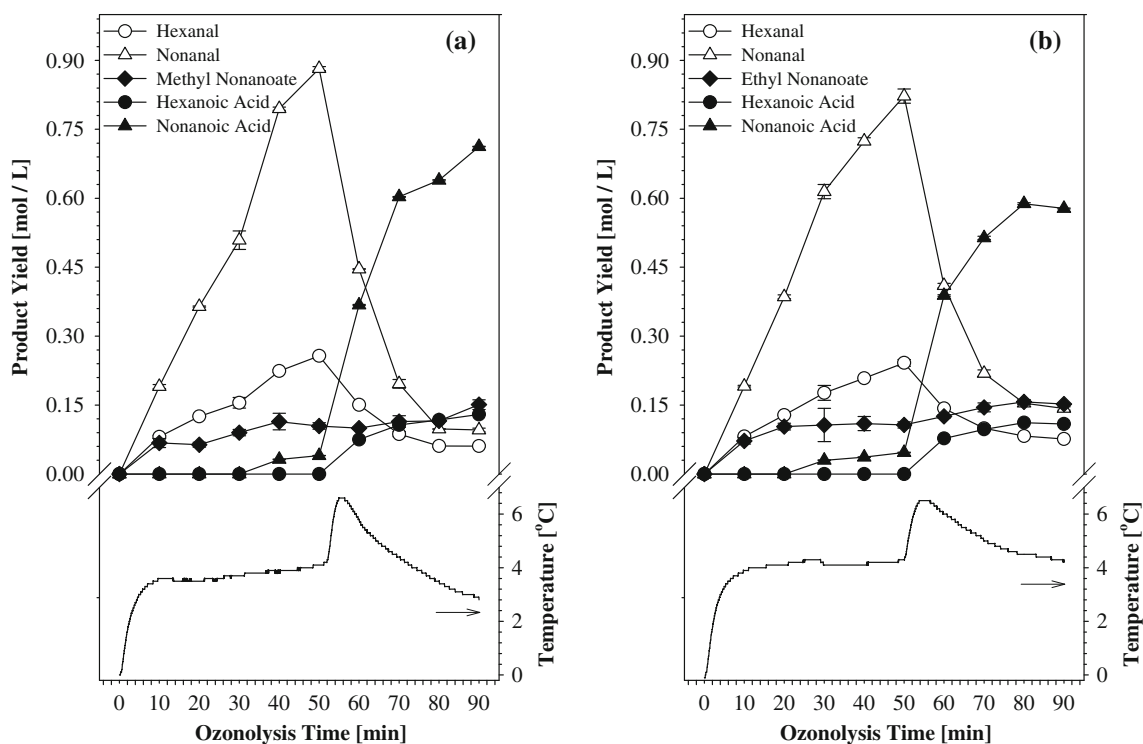 Hexanal
Nonanal
Methyl Nonanoate
Hexanoic Acid
Nonanoic Acid
(a)
Product Yield [mol / L]
0.90
0.75
0.60
0.45
0.30
0.15
0.00
6
4
2
0
Temperature [°C]
0 10 20 30 40 50 60 70 80 90
Ozonolysis Time [min]
Hexanal
Nonanal
Ethyl Nonanoate
Hexanoic Acid
Nonanoic Acid
(b)
Product Yield [mol / L]
0.90
0.75
0.60
0.45
0.30
0.15
0.00
6
4
2
0
Temperature [°C]
0 10 20 30 40 50 60 70 80 90
Ozonolysis Time [min]